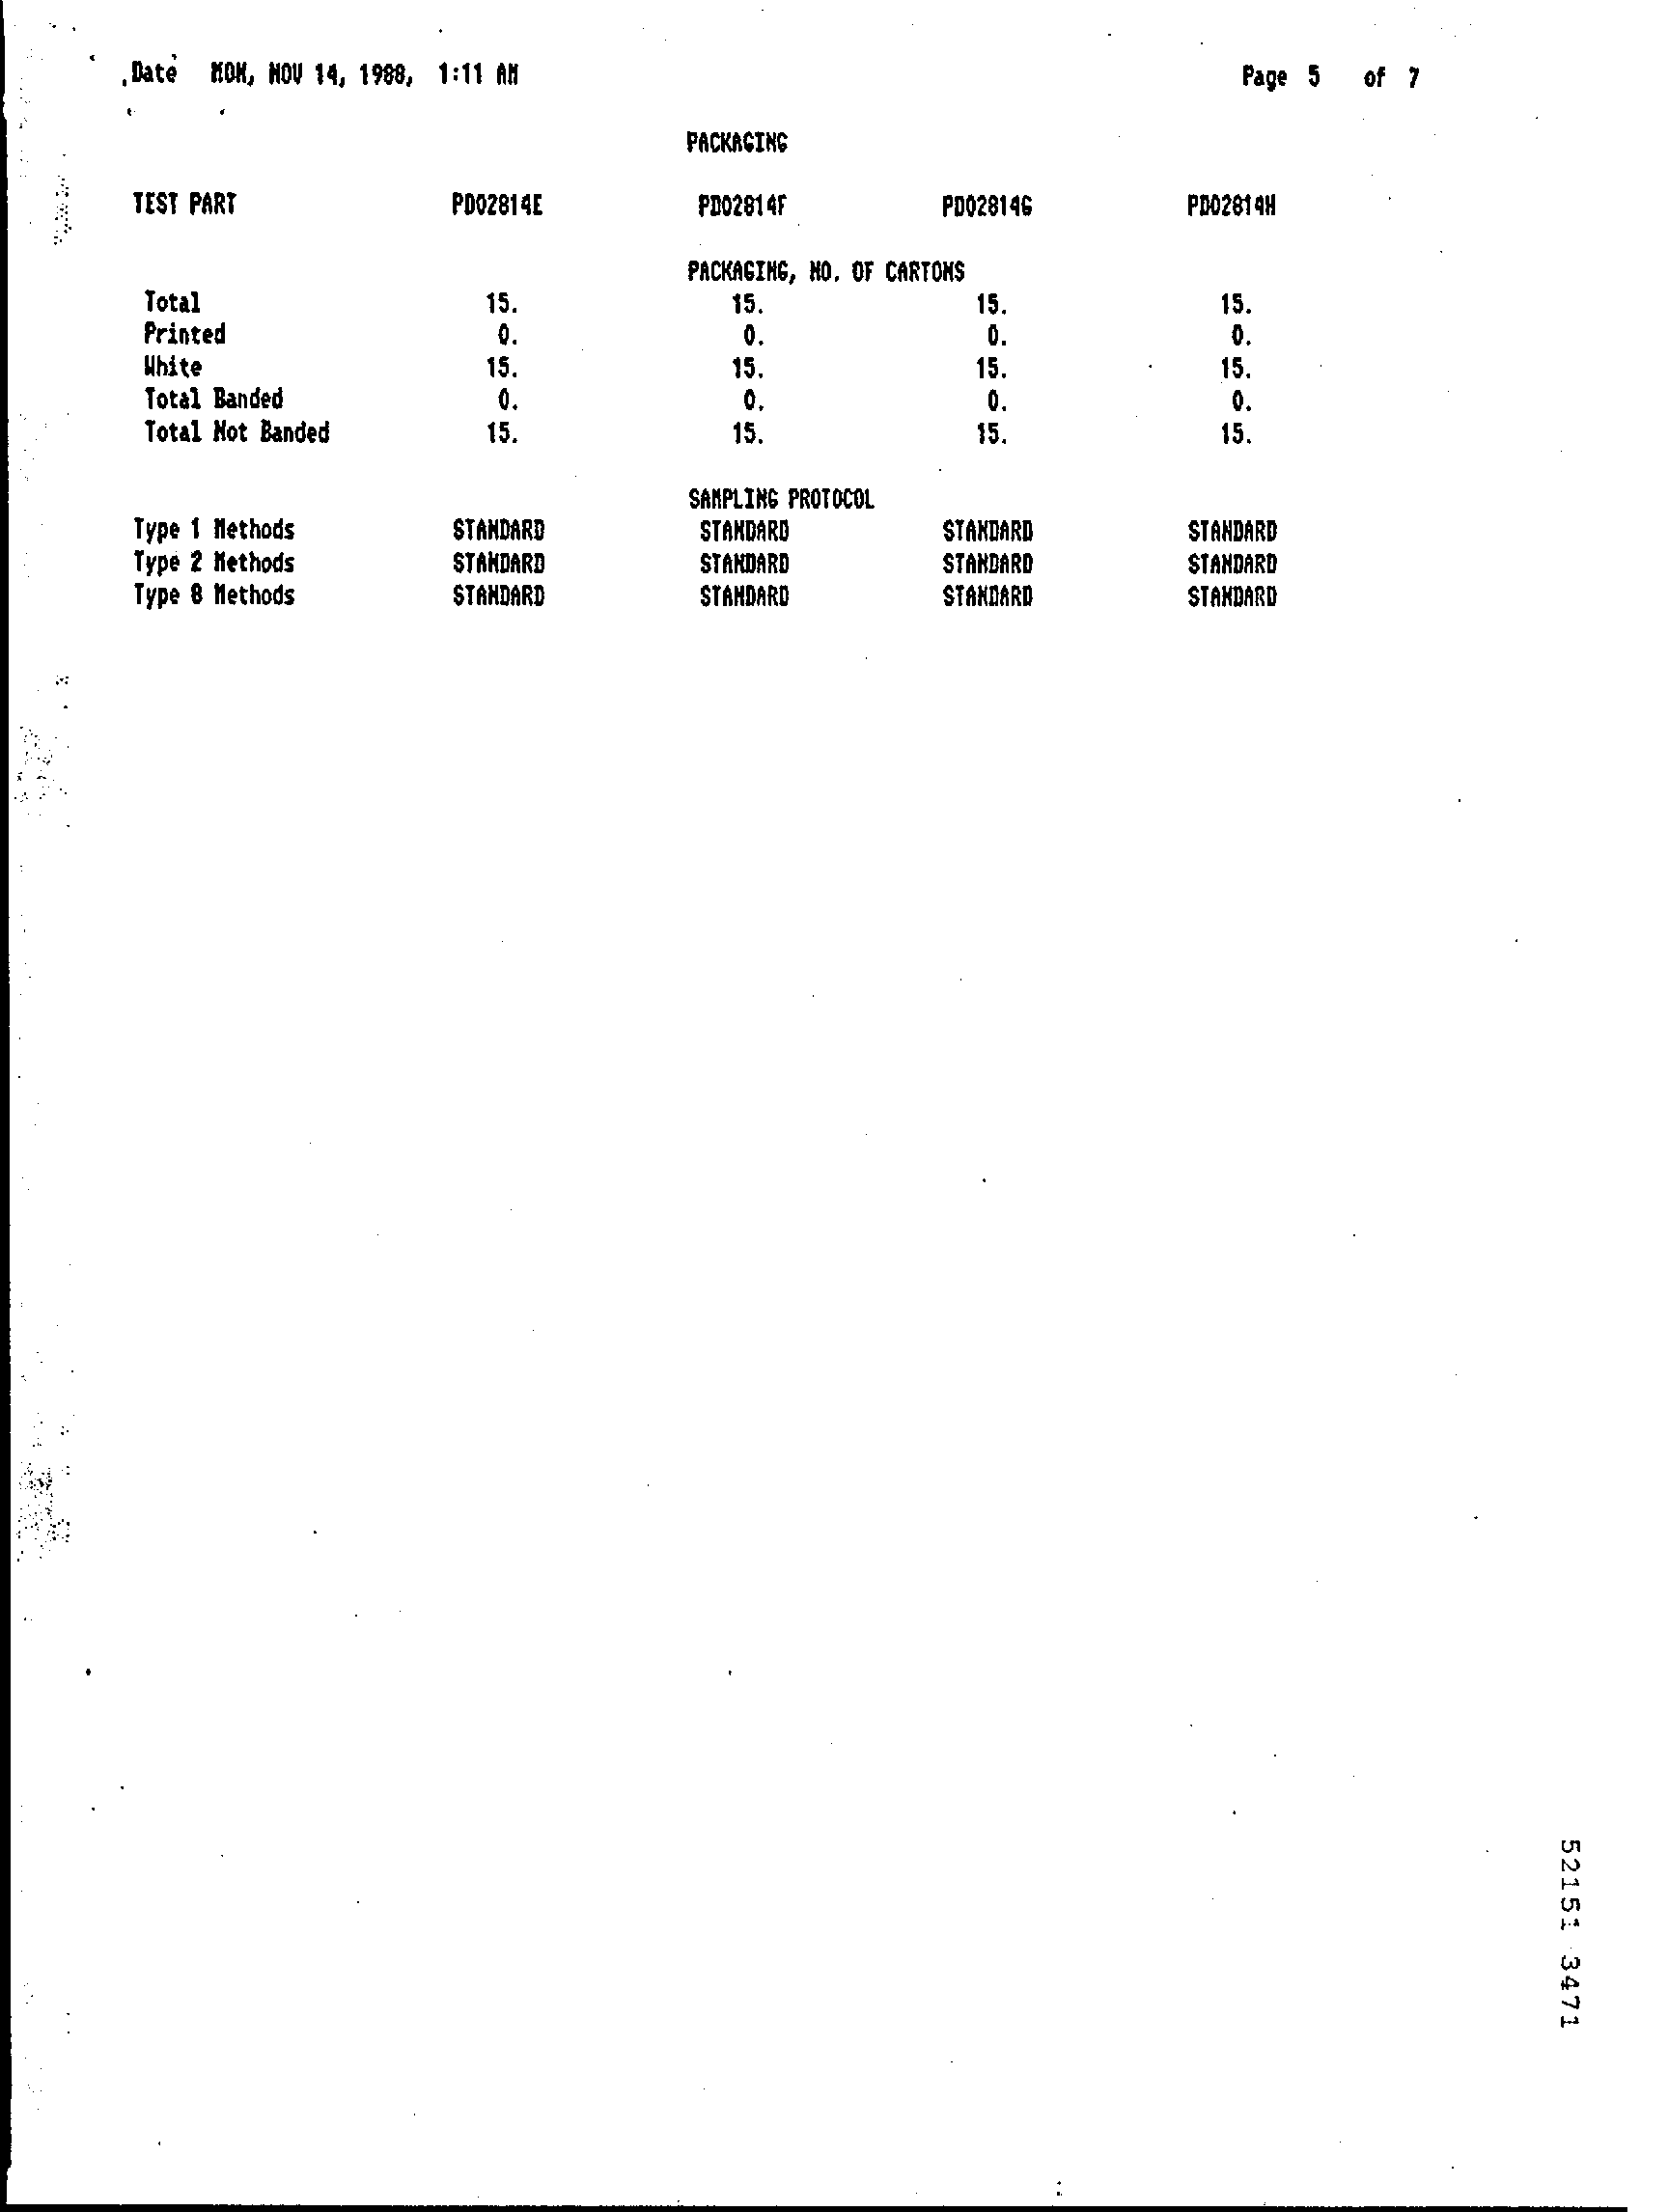 Date MON, NOV 14, 1988, 1:11 AM Page 5 of 7
PACKAGING
TEST PART PD02814E PD02814F PD02814G PD02814H
PACKAGING, NO. OF CARTONS
Total 15. 15. 15. 15.
Printed 0. 0. 0. 0.
White 15. 15. 15. 15.
Total Banded 0. 0. 0. 0.
Total Not Banded 15. 15. 15. 15.
SAMPLING PROTOCOL
Type 1 Methods STANDARD STANDARD STANDARD STANDARD
Type 2 Methods STANDARD STANDARD STANDARD STANDARD
Type 8 Methods STANDARD STANDARD STANDARD STANDARD
52151 3471